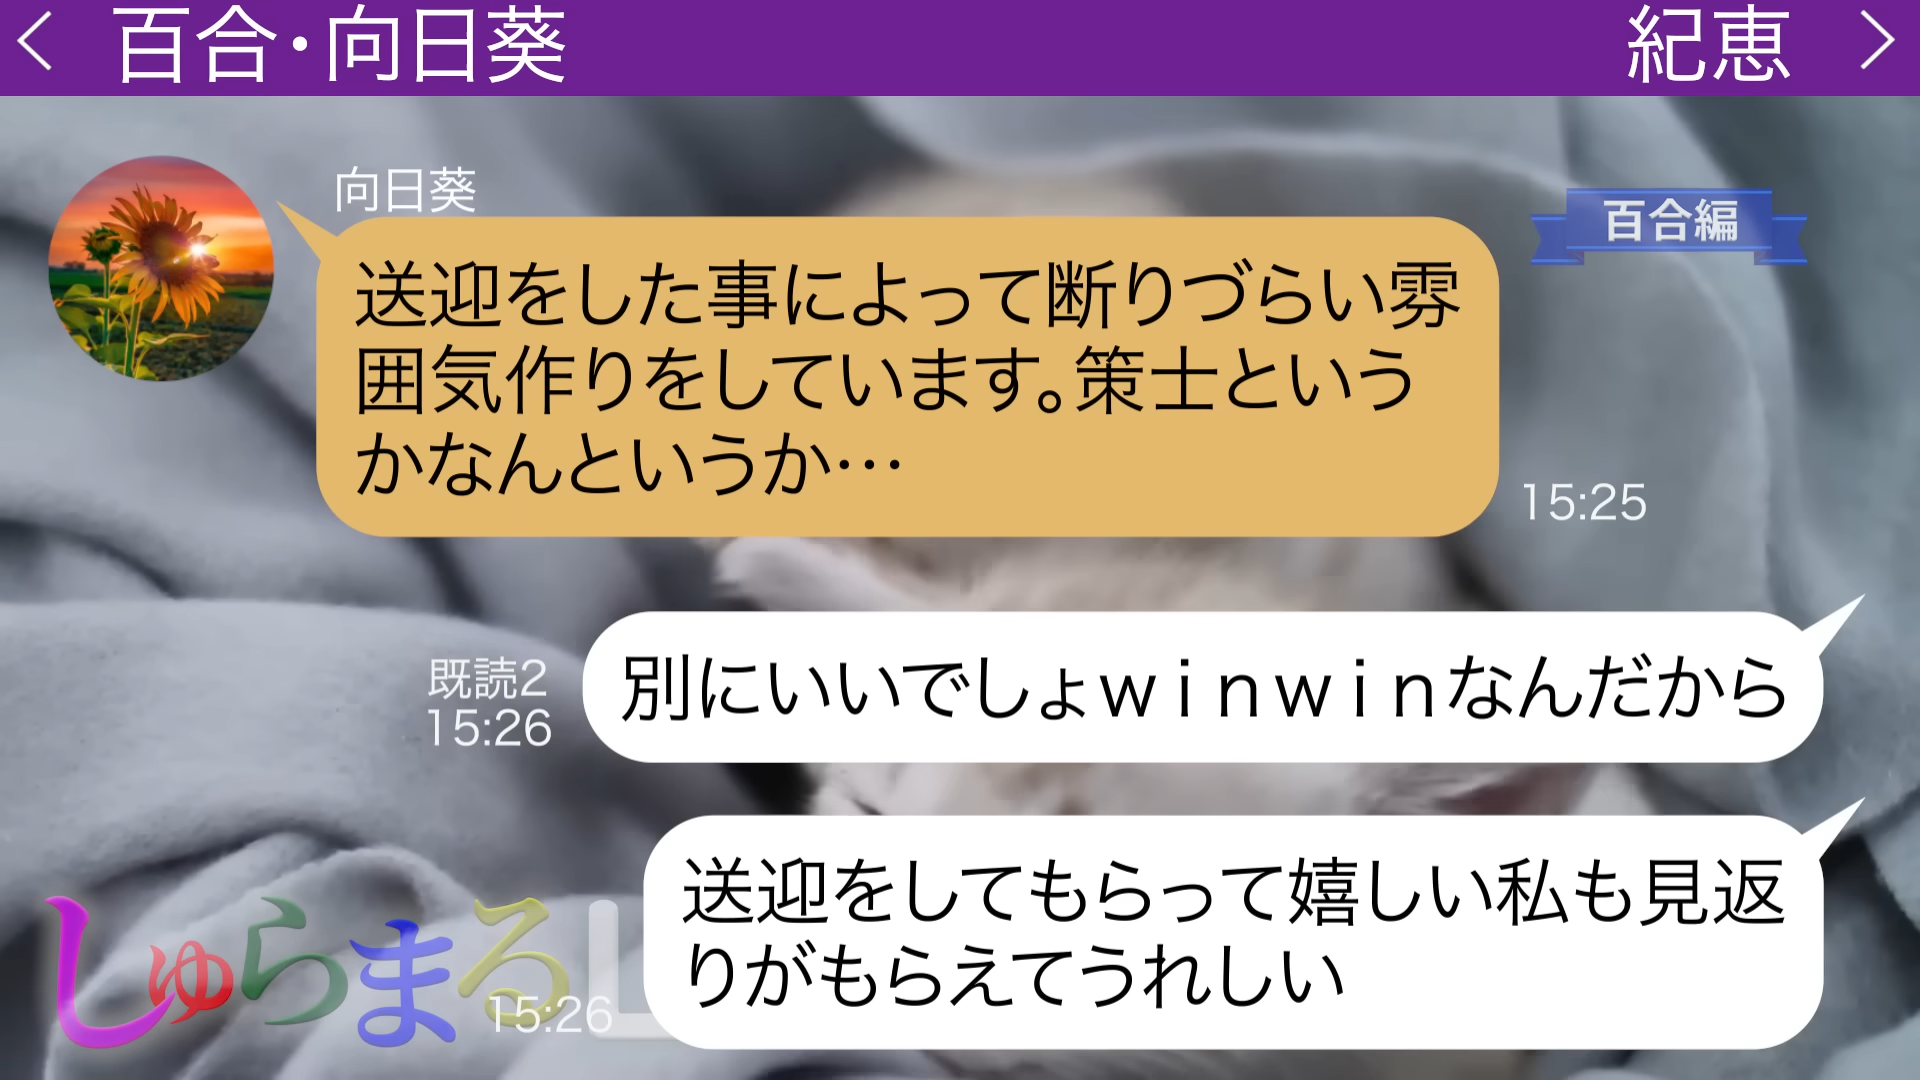 百合・向日葵
紀恵
向日葵
百合編
送迎をした事によって断りづらい雰
囲気作りをしています。策士という
かなんというか…
15:25
別にいいでしょｗｉｎｗｉｎなんだから
既読2
15:26
送迎をしてもらって嬉しい私も見返
りがもらえてうれしい
15:26
しゅらまるL